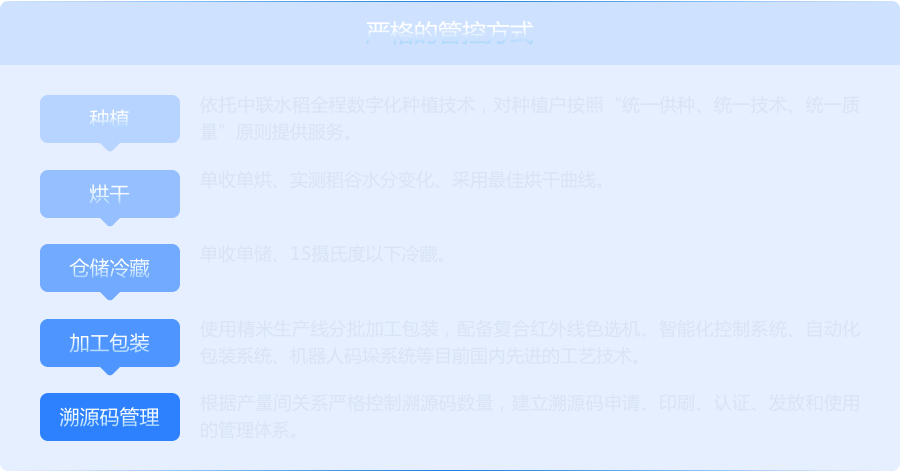 严格的管控方式
种植
依托中联水稻全程数字化种植技术，对种植户按照“统一供种、统一技术、统一质
量”原则提供服务。
烘干
单收单烘、实测稻谷水分变化、采用最佳烘干曲线。
仓储冷藏
单收单储、15摄氏度以下冷藏。
加工包装
使用精米生产线分批加工包装，配备复合红外线色选机、智能化控制系统、自动化
包装系统、机器人码垛系统等目前国内先进的工艺技术。
溯源码管理
根据产量间关系严格控制溯源码数量，建立溯源码申请、印刷、认证、发放和使用
的管理体系。